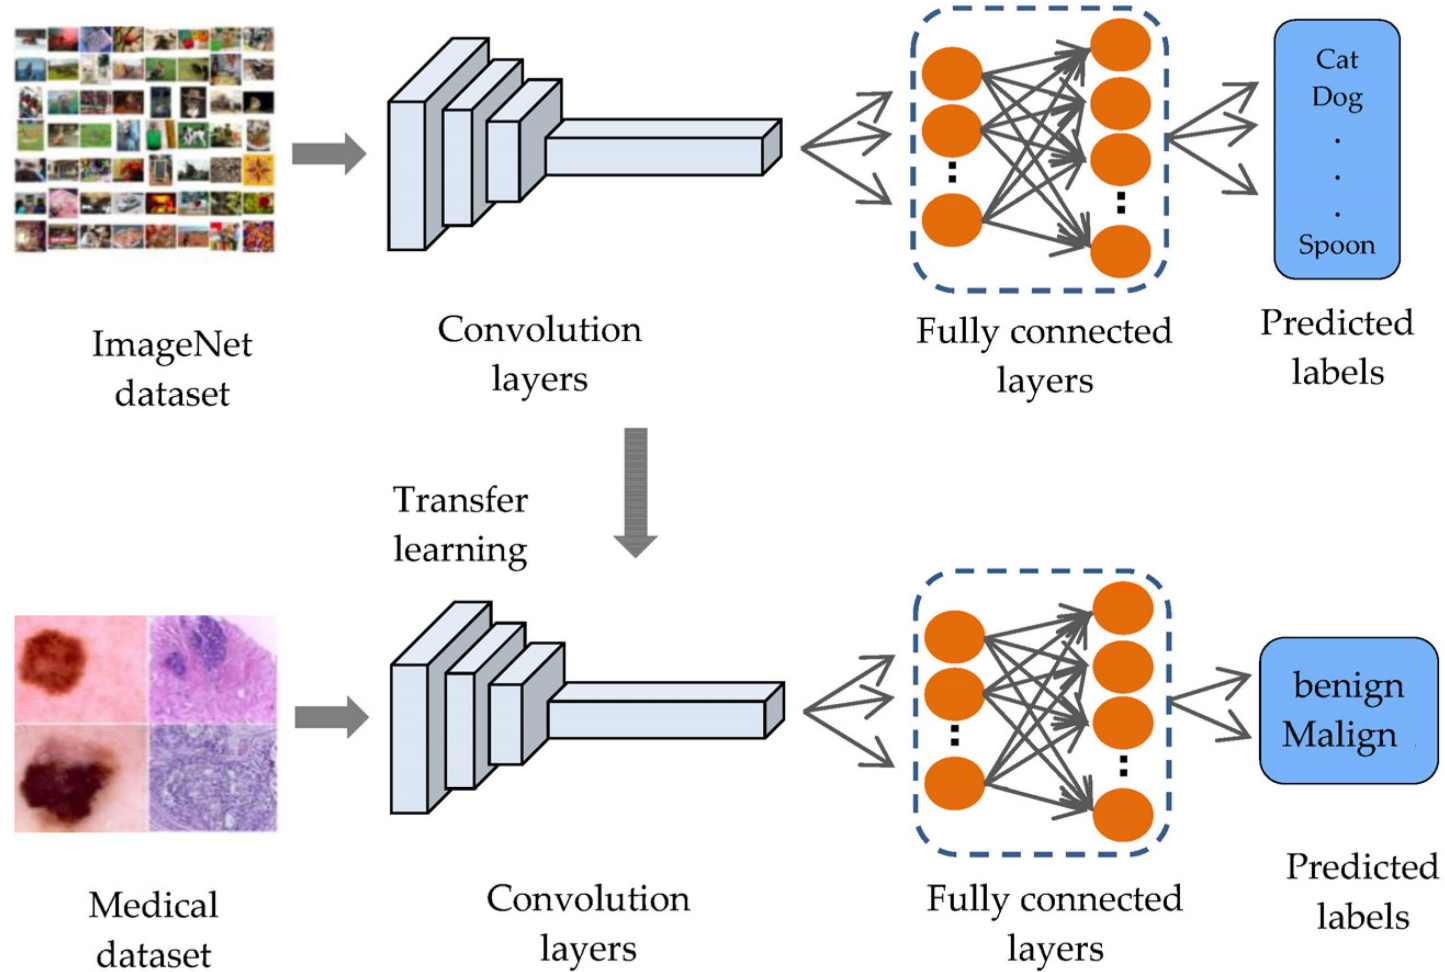 Cat
Dog
.
.
.
Spoon
ImageNet
dataset
Convolution
layers
Fully connected
layers
Predicted
labels
Transfer
learning
benign
Malign
Medical
dataset
Convolution
layers
Fully connected
layers
Predicted
labels